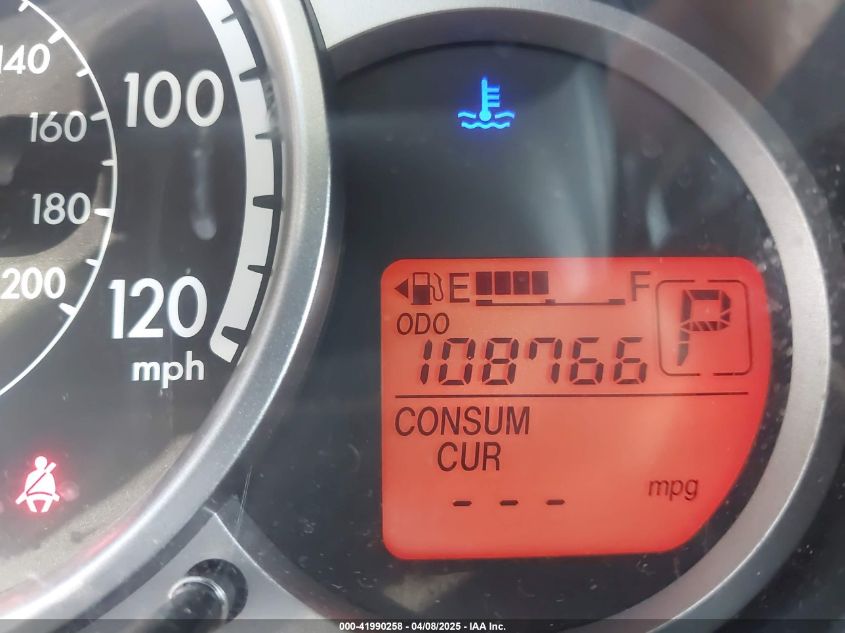 140
100
160
180
200
120
mph
E F
ODO
108766
P
CONSUM
CUR
--- mpg
000-41990258 - 04/08/2025 - IAA Inc.